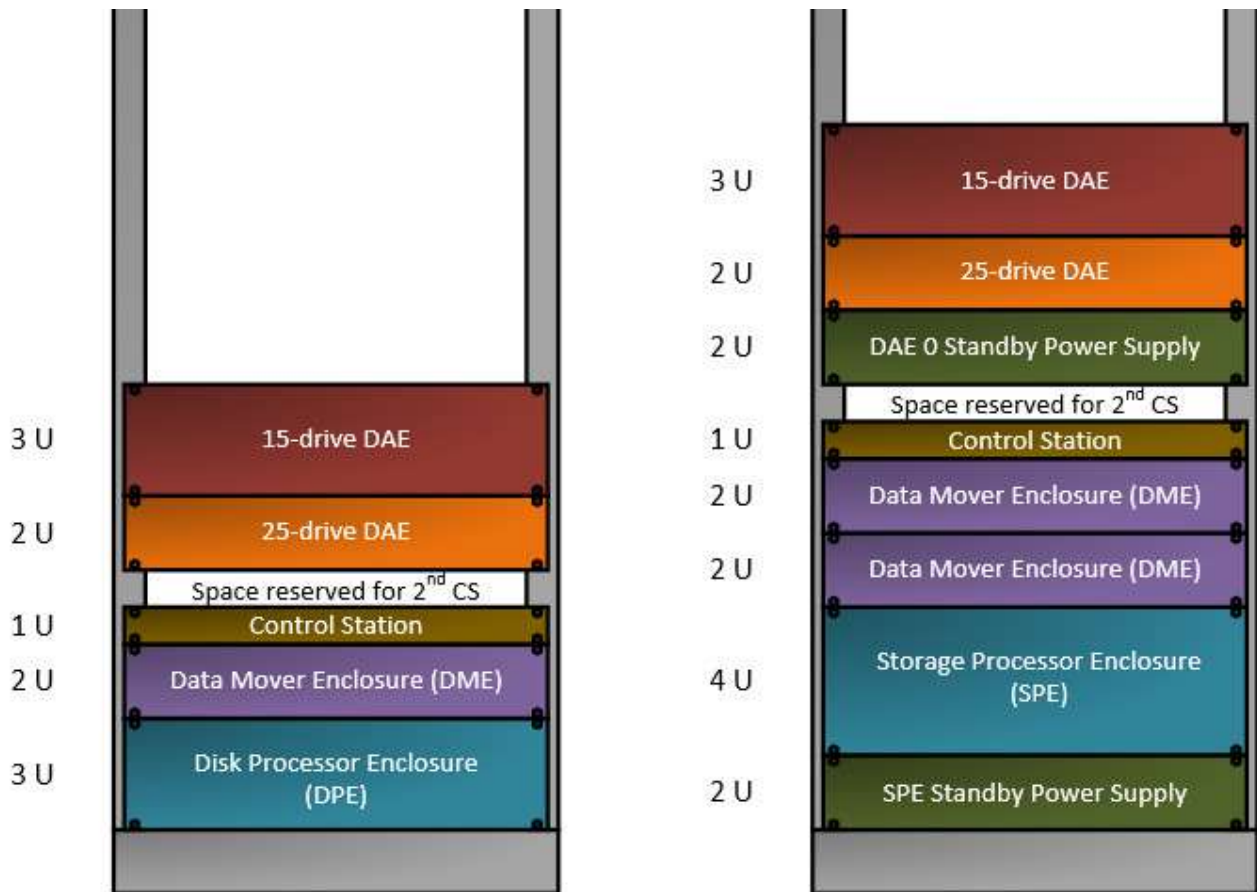 3 U
15-drive DAE
2 U
25-drive DAE
Space reserved for 2nd CS
1 U
Control Station
2 U
Data Mover Enclosure (DME)
3 U
Disk Processor Enclosure
(DPE)
3 U
15-drive DAE
2 U
25-drive DAE
2 U
DAE 0 Standby Power Supply
Space reserved for 2nd CS
1 U
Control Station
2 U
Data Mover Enclosure (DME)
2 U
Data Mover Enclosure (DME)
4 U
Storage Processor Enclosure
(SPE)
2 U
SPE Standby Power Supply